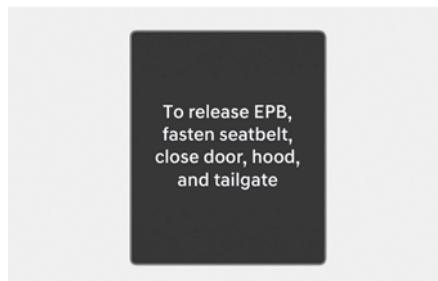 To release EPB,
fasten seatbelt,
close door, hood,
and tailgate